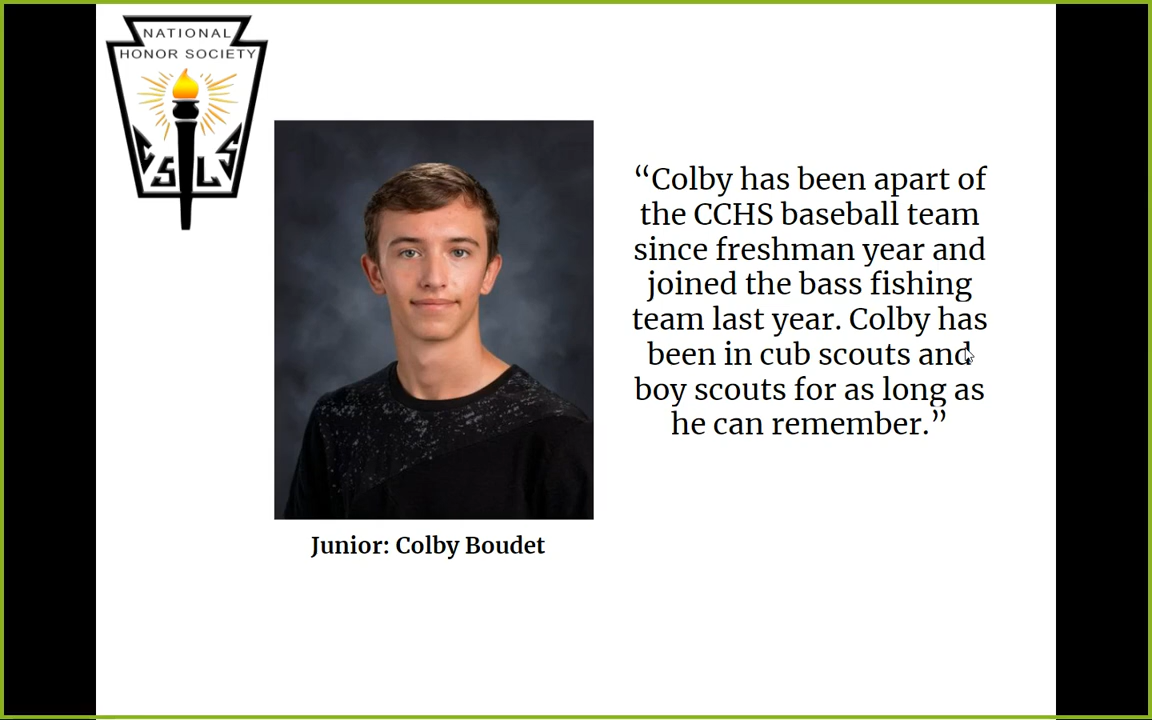 NATIONAL
HONOR SOCIETY
C S L S
“Colby has been apart of
the CCHS baseball team
since freshman year and
joined the bass fishing
team last year. Colby has
been in cub scouts and
boy scouts for as long as
he can remember.”
Junior: Colby Boudet